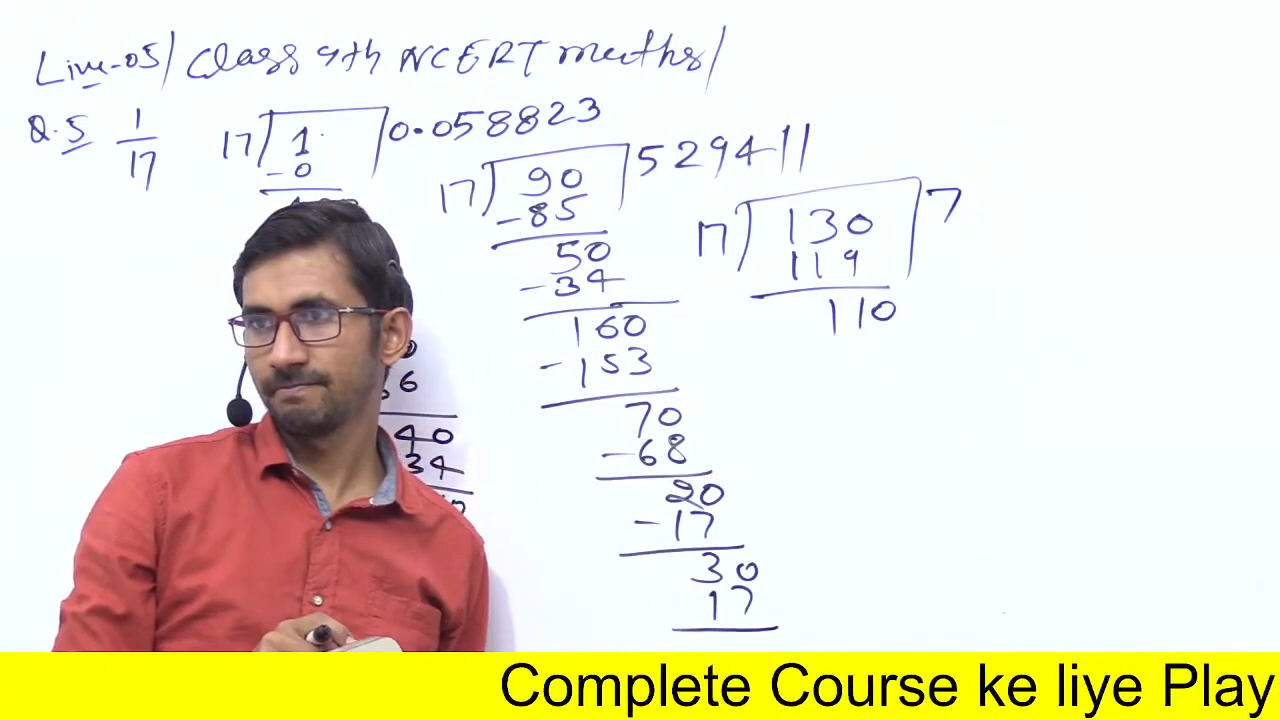 Live-05/ Class 9th NCERT maths/
Q.5 1/17
17) 1 0.058823
-0
6
40
34
17) 90 529411
-85
50
-34
160
-153
70
-68
20
-17
30
17
17) 130 7
119
110
Complete Course ke liye Play